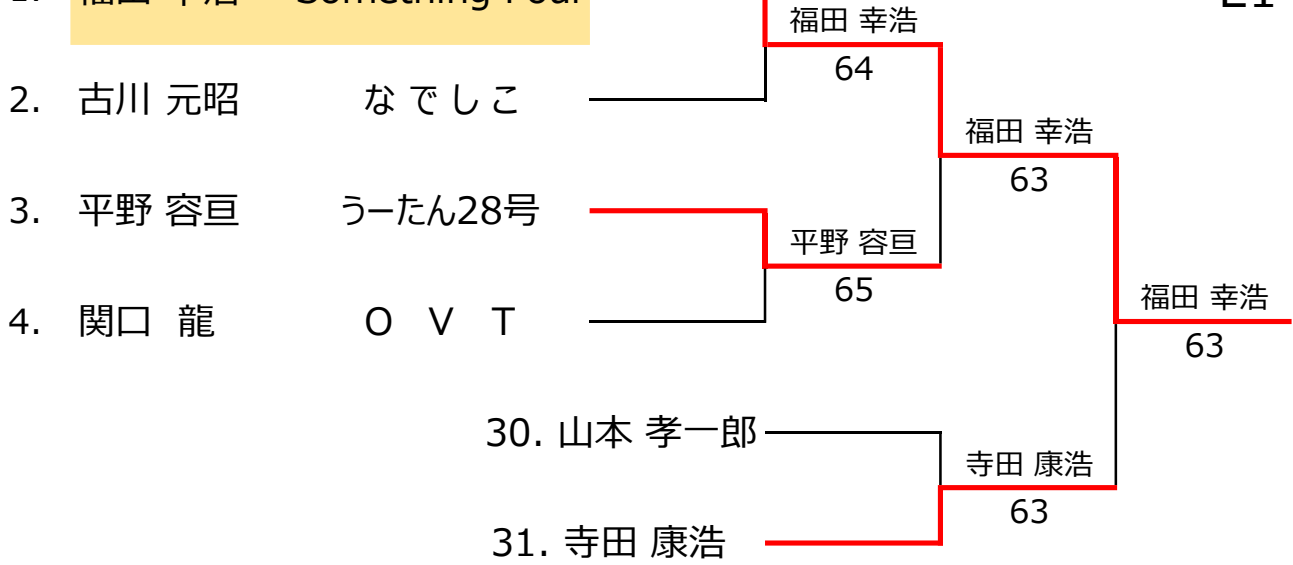 福田 幸浩
64
2. 古川 元昭 な で し こ
福田 幸浩
63
3. 平野 容亘 うーたん28号
平野 容亘
65
福田 幸浩
63
4. 関口 龍 O V T
30. 山本 孝一郎
寺田 康浩
63
31. 寺田 康浩